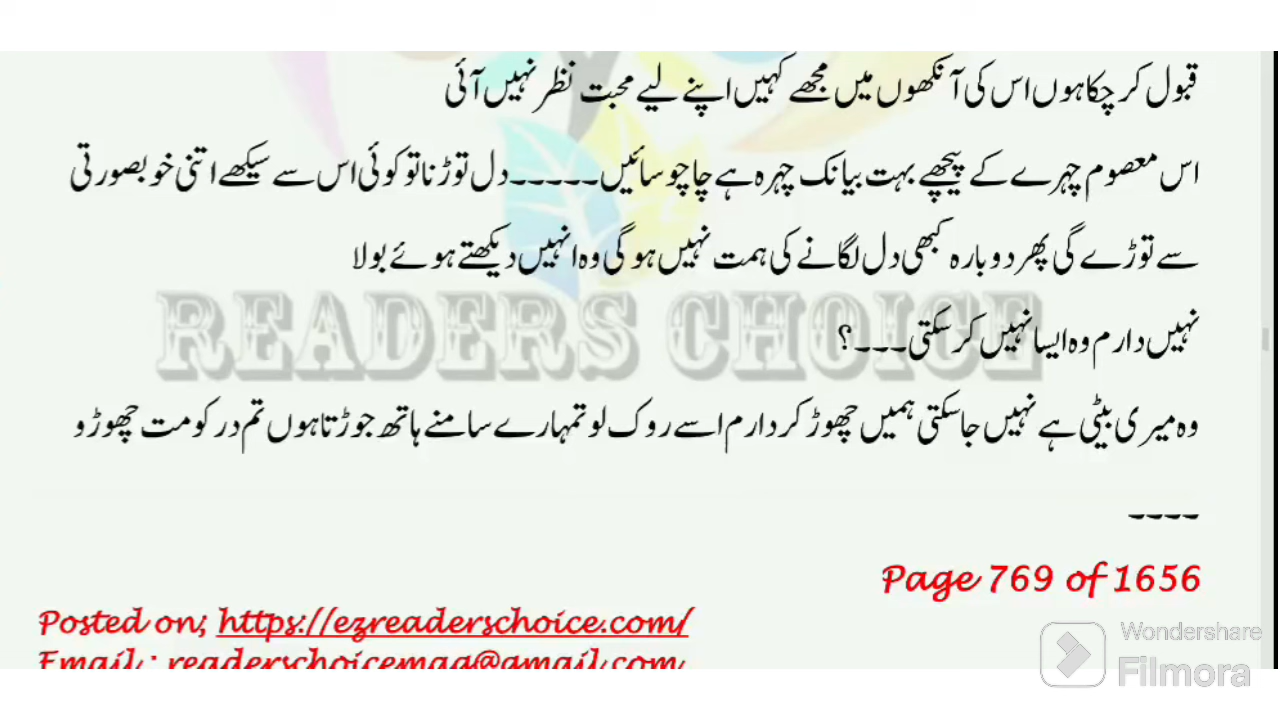 قبول کر چکا ہوں اس کی آنکھوں میں مجھے کہیں اپنے لیے محبت نظر نہیں آئی
اس معصوم چہرے کے پیچھے بہت بیانک چہرہ ہے چاچو سائیں۔۔۔۔۔دل توڑنا تو کوئی اس سے سیکھے اتنی خوبصورتی
سے توڑے گی پھر دوبارہ کبھی دل لگانے کی ہمت نہیں ہو گی وہ انہیں دیکھتے ہوئے بولا
READERS CHOICE
نہیں دارم وہ ایسا نہیں کر سکتی۔۔۔؟
وہ میری بیٹی ہے نہیں جا سکتی ہمیں چھوڑ کر دارم اسے روک لو تمہارے سامنے ہاتھ جوڑتا ہوں تم در کو مت چھوڑو
۔۔۔۔
Page 769 of 1656
Posted on; https://ezreaderschoice.com/
Email : readerschoicemaa@gmail.com
Wondershare
Filmora